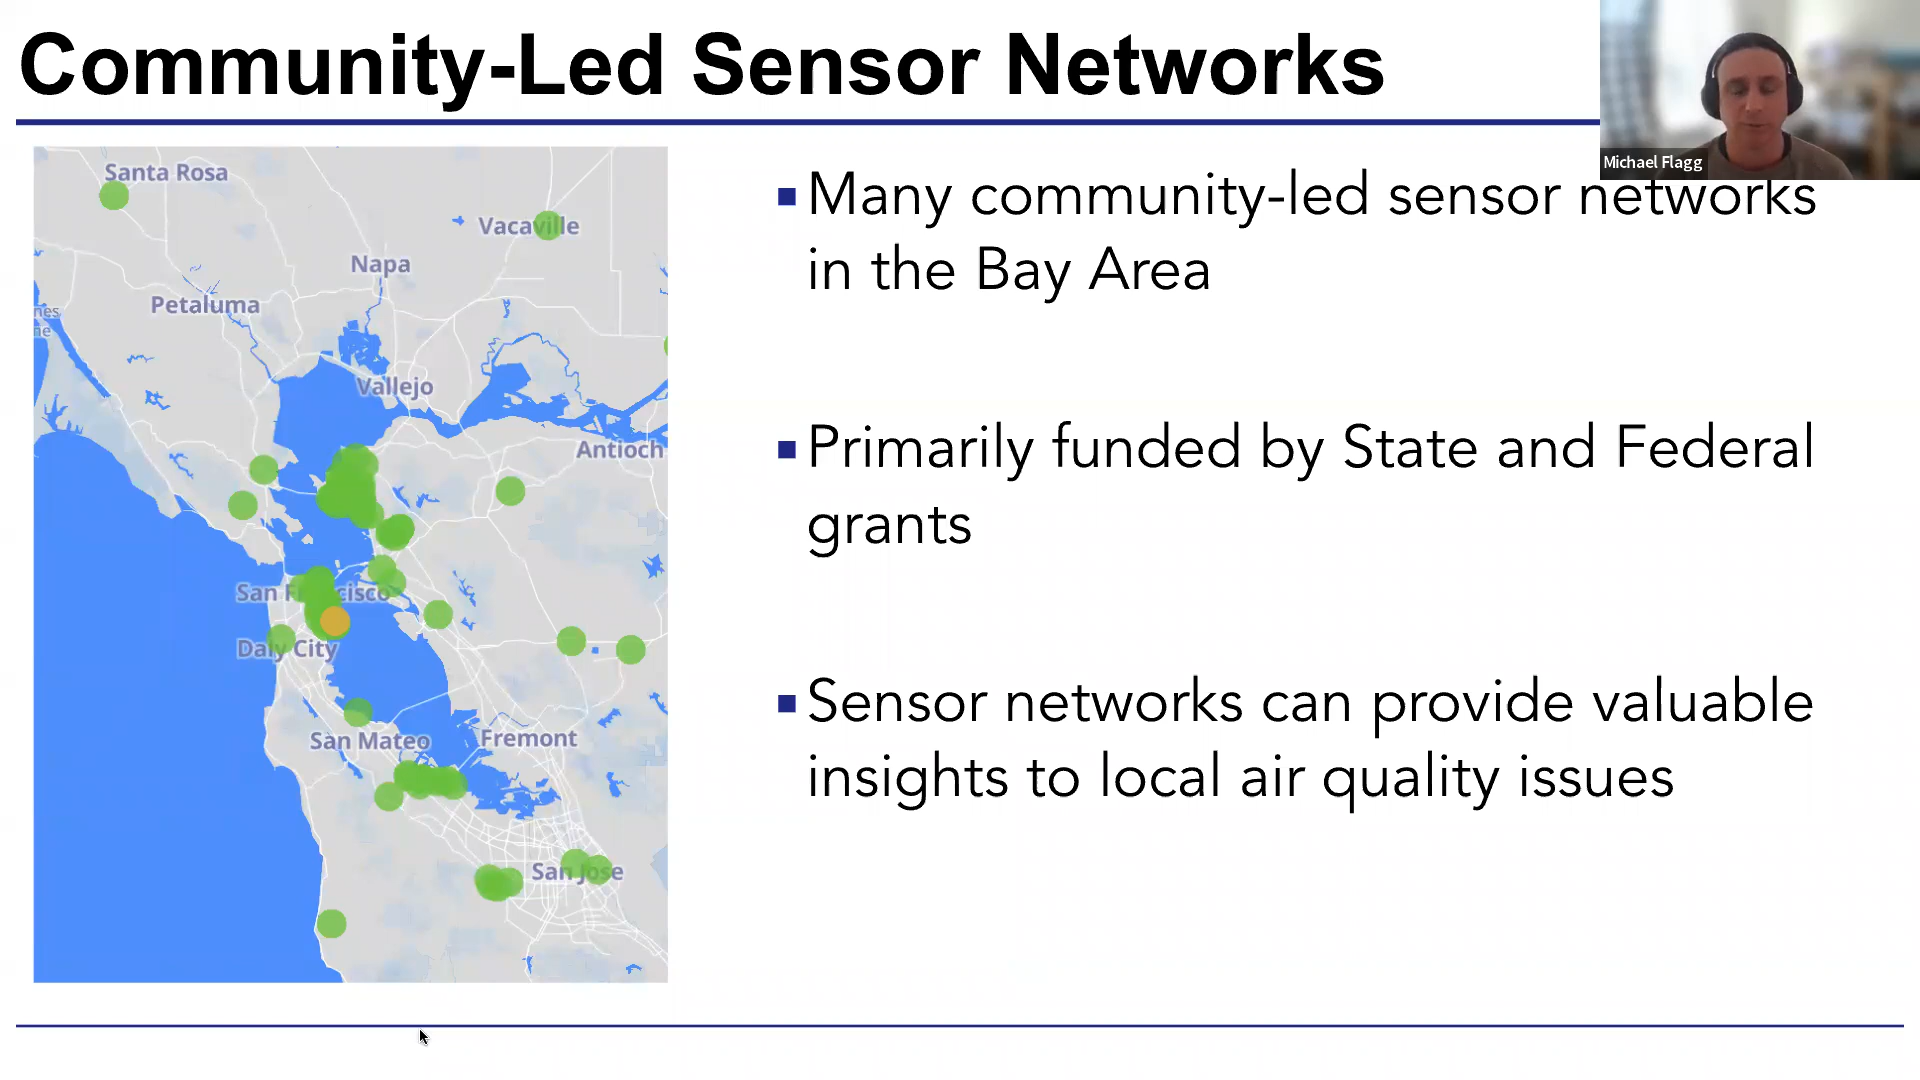 Community-Led Sensor Networks
Michael Flagg
Many community-led sensor networks
in the Bay Area
Primarily funded by State and Federal
grants
Sensor networks can provide valuable
insights to local air quality issues
Santa Rosa
Vacaville
Napa
Petaluma
Vallejo
Antioch
San Francisco
Daly City
San Mateo
Fremont
San Jose